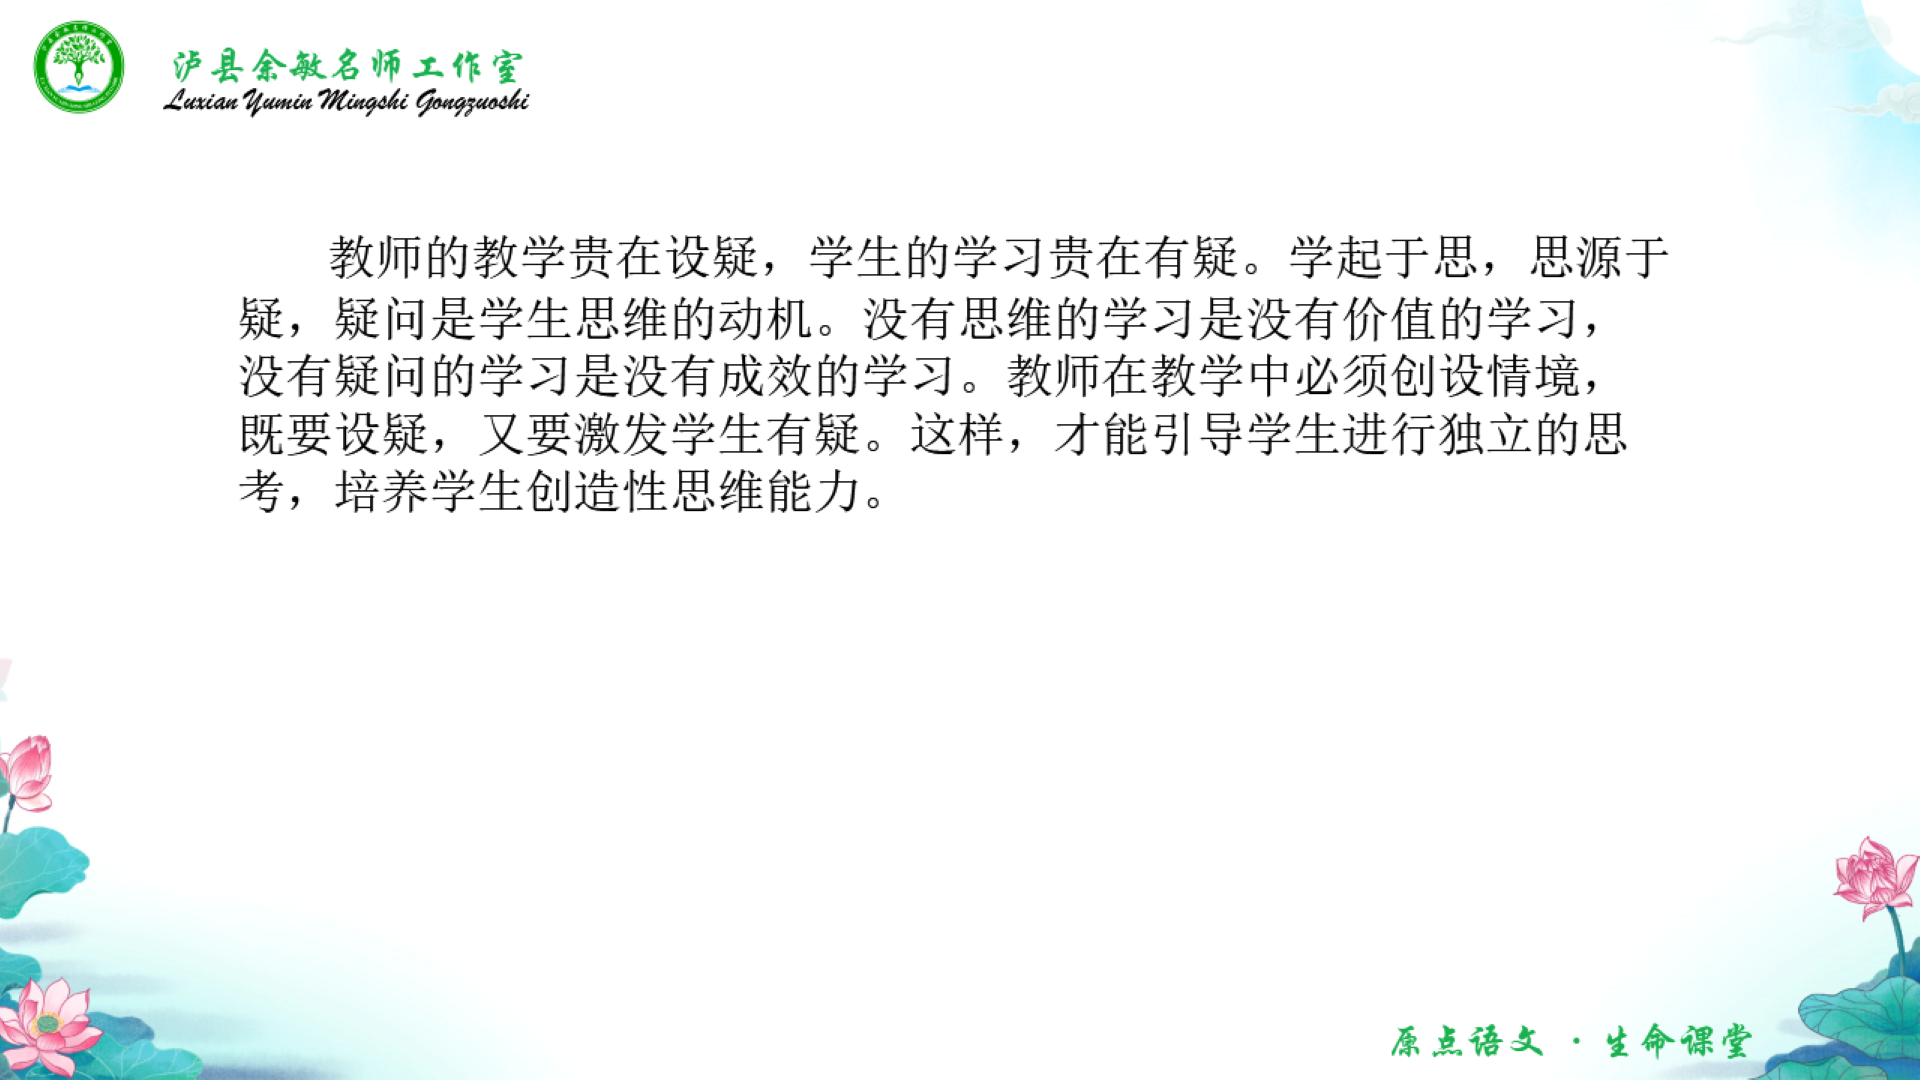 泸县余敏名师工作室
Luxian Yumin Mingshi Gongzuoshi
教师的教学贵在设疑，学生的学习贵在有疑。学起于思，思源于
疑，疑问是学生思维的动机。没有思维的学习是没有价值的学习，
没有疑问的学习是没有成效的学习。教师在教学中必须创设情境，
既要设疑，又要激发学生有疑。这样，才能引导学生进行独立的思
考，培养学生创造性思维能力。
原点语文·生命课堂